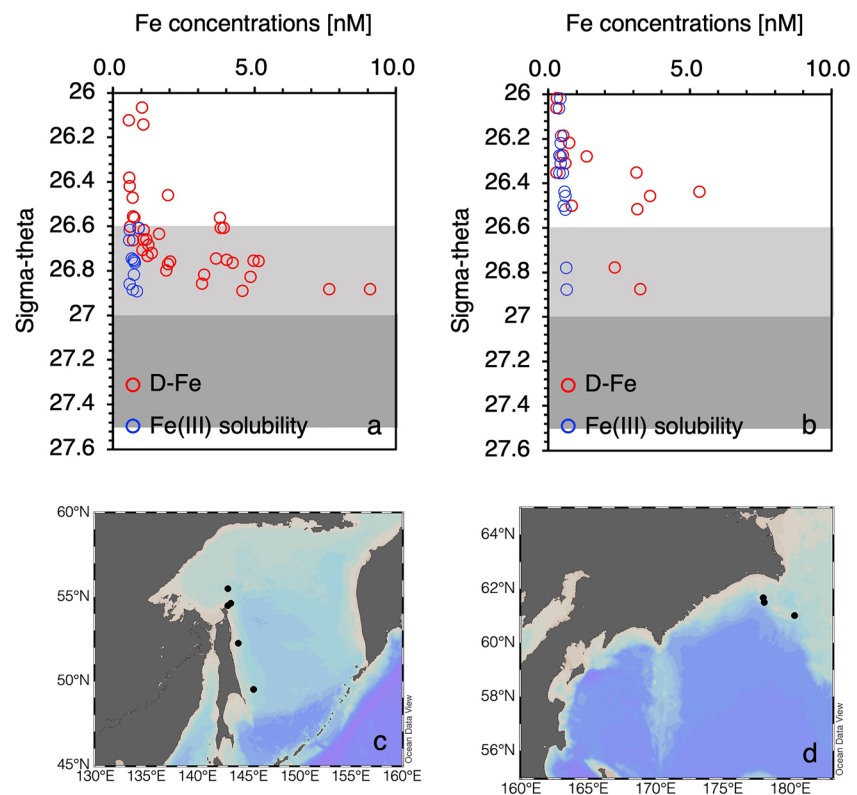 Fe concentrations [nM]
0.0 5.0 10.0
26
26.2
26.4
26.6
26.8
27
27.2
27.4
27.6
Sigma-theta
D-Fe
Fe(III) solubility
a
Fe concentrations [nM]
0.0 5.0 10.0
26
26.2
26.4
26.6
26.8
27
27.2
27.4
27.6
Sigma-theta
D-Fe
Fe(III) solubility
b
60°N
55°N
50°N
45°N
130°E 135°E 140°E 145°E 150°E 155°E 160°E
Ocean Data View
c
64°N
62°N
60°N
58°N
56°N
160°E 165°E 170°E 175°E 180°E
Ocean Data View
d